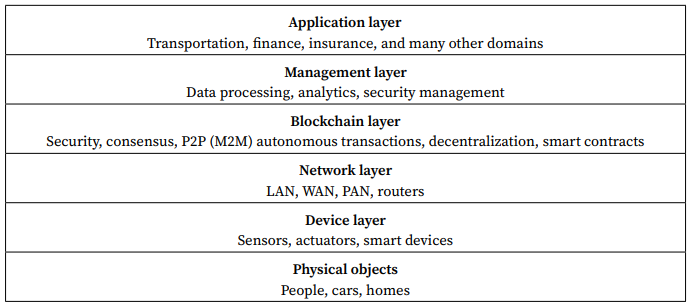 Application layer
Transportation, finance, insurance, and many other domains
Management layer
Data processing, analytics, security management
Blockchain layer
Security, consensus, P2P (M2M) autonomous transactions, decentralization, smart contracts
Network layer
LAN, WAN, PAN, routers
Device layer
Sensors, actuators, smart devices
Physical objects
People, cars, homes